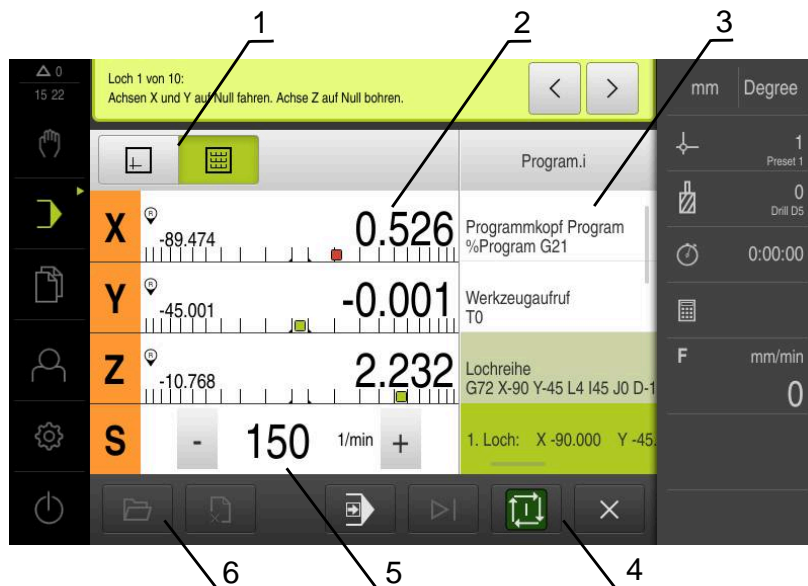 1
2
3
0
15 22
Loch 1 von 10:
Achsen X und Y auf Null fahren. Achse Z auf Null bohren.
mm
Degree
Program.i
1
Preset 1
0
Drill D5
0:00:00
F
mm/min
0
X
R
-89.474
0.526
Programmkopf Program
%Program G21
Y
R
-45.001
-0.001
Werkzeugaufruf
T0
Z
R
-10.768
2.232
Lochreihe
G72 X-90 Y-45 L4 I45 J0 D-1
S
-
150
1/min
+
1. Loch: X -90.000 Y -45.
6
5
4